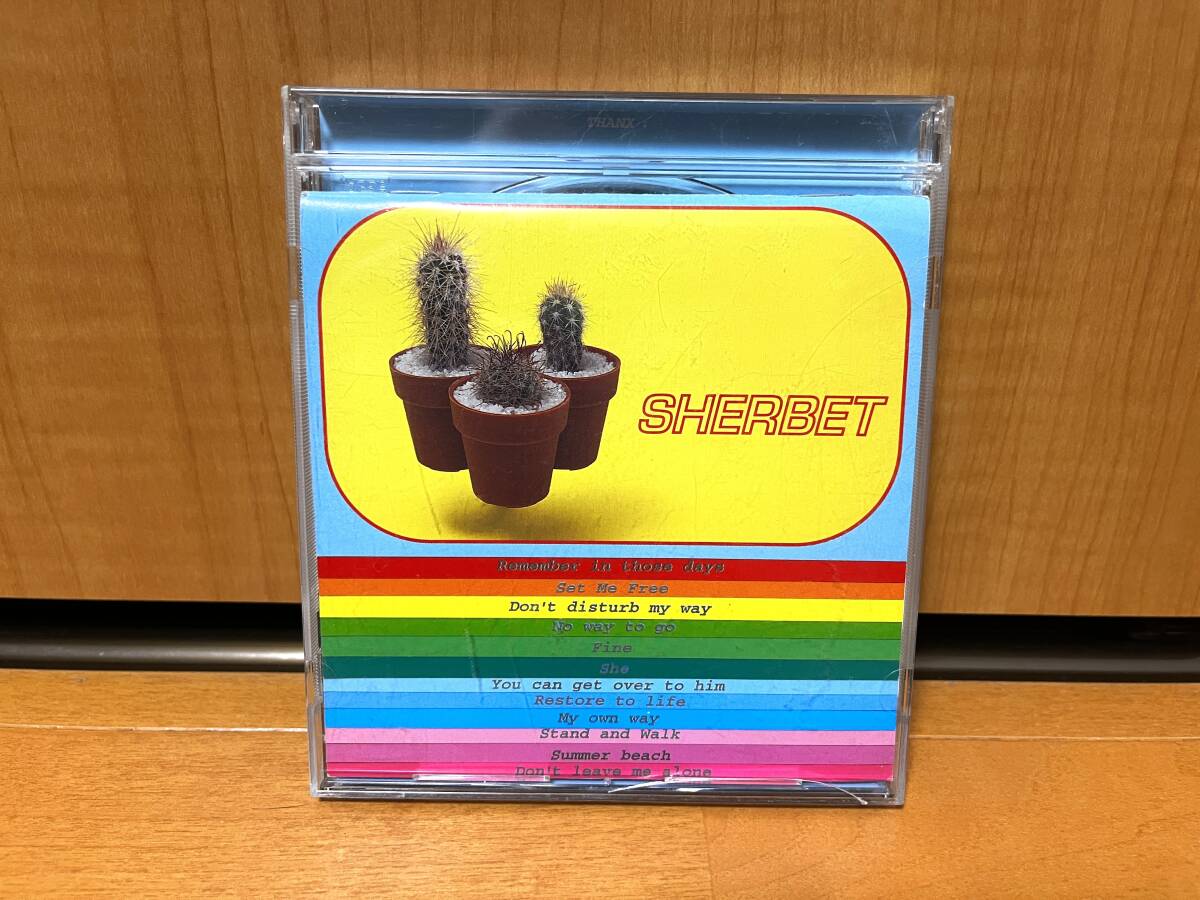 THANX
SHERBET
Remember in those days
Set Me Free
Don't disturb my way
No way to go
Fine
She
You can get over to him
Restore to life
My own way
Stand and Walk
Summer beach
Don't leave me alone